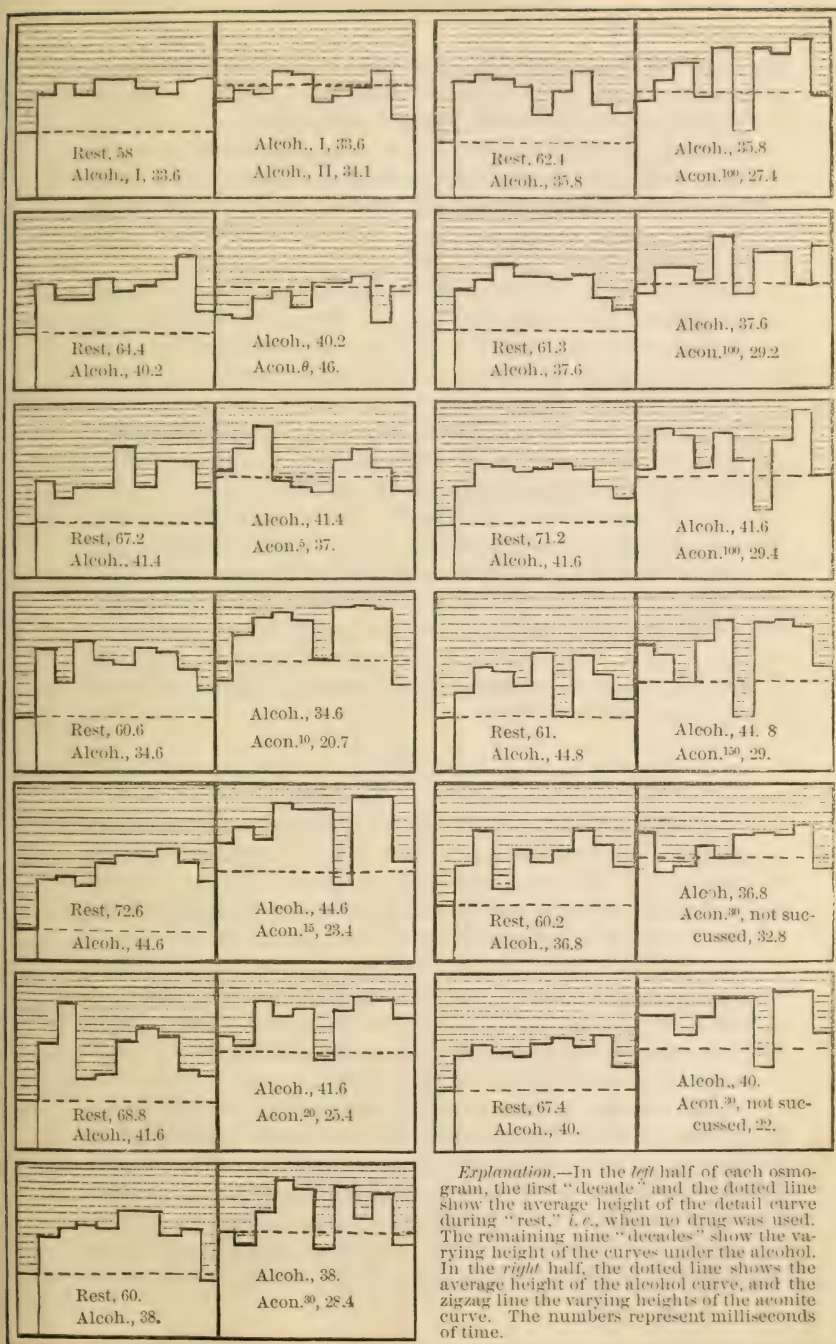 Rest, 58
Alcoh., I, 33.6
Alcoh., I, 33.6
Alcoh., II, 34.1
Rest, 64.4
Alcoh., 40.2
Alcoh., 40.2
Acon.θ, 46.
Rest, 67.2
Alcoh., 41.4
Alcoh., 41.4
Acon.⁵, 37.
Rest, 60.6
Alcoh., 34.6
Alcoh., 34.6
Acon.¹⁰, 20.7
Rest, 72.6
Alcoh., 44.6
Alcoh., 44.6
Acon.¹⁵, 23.4
Rest, 68.8
Alcoh., 41.6
Alcoh., 41.6
Acon.²⁰, 25.4
Rest, 60.
Alcoh., 38.
Alcoh., 38.
Acon.³⁰, 28.4
Rest, 62.4
Alcoh., 35.8
Alcoh., 35.8
Acon.¹⁰⁰, 27.4
Rest, 61.3
Alcoh., 37.6
Alcoh., 37.6
Acon.¹⁰⁰, 29.2
Rest, 71.2
Alcoh., 41.6
Alcoh., 41.6
Acon.¹⁰⁰, 29.4
Rest, 61.
Alcoh., 44.8
Alcoh., 44. 8
Acon.¹⁵⁰, 29.
Rest, 60.2
Alcoh., 36.8
Alcoh, 36.8
Acon.³⁰, not suc-
cussed, 32.8
Rest, 67.4
Alcoh., 40.
Alcoh., 40.
Acon.³⁰, not suc-
cussed, 22.
Explanation.—In the left half of each osmo-
gram, the first "decade" and the dotted line
show the average height of the detail curve
during "rest," i. e., when no drug was used.
The remaining nine "decades" show the va-
rying height of the curves under the alcohol.
In the right half, the dotted line shows the
average height of the alcohol curve, and the
zigzag line the varying heights of the aconite
curve. The numbers represent milliseconds
of time.